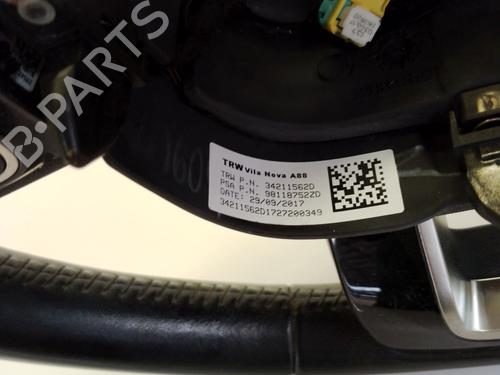 B-Parts
TRW Vila Nova A88
TRW P.N. 34211562D
PSA P.N. 98118752ZD
DATE: 29/09/2017
34211562D1727200349